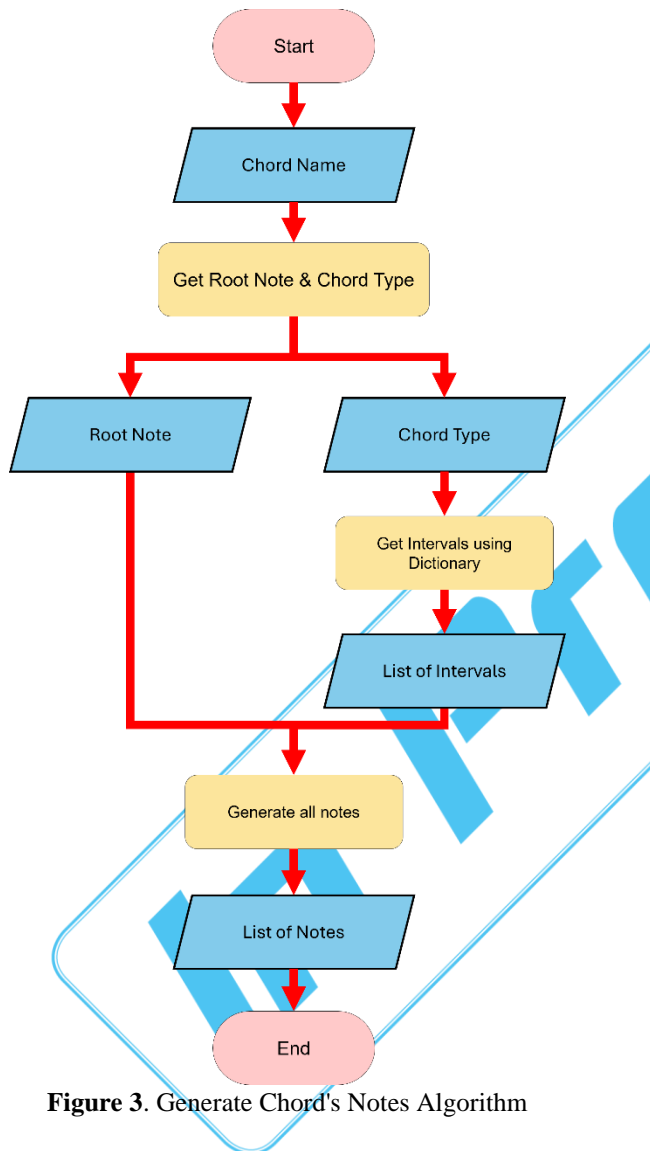 Start
Chord Name
Get Root Note & Chord Type
Root Note
Chord Type
Get Intervals using
Dictionary
List of Intervals
Generate all notes
List of Notes
End
Figure 3. Generate Chord's Notes Algorithm